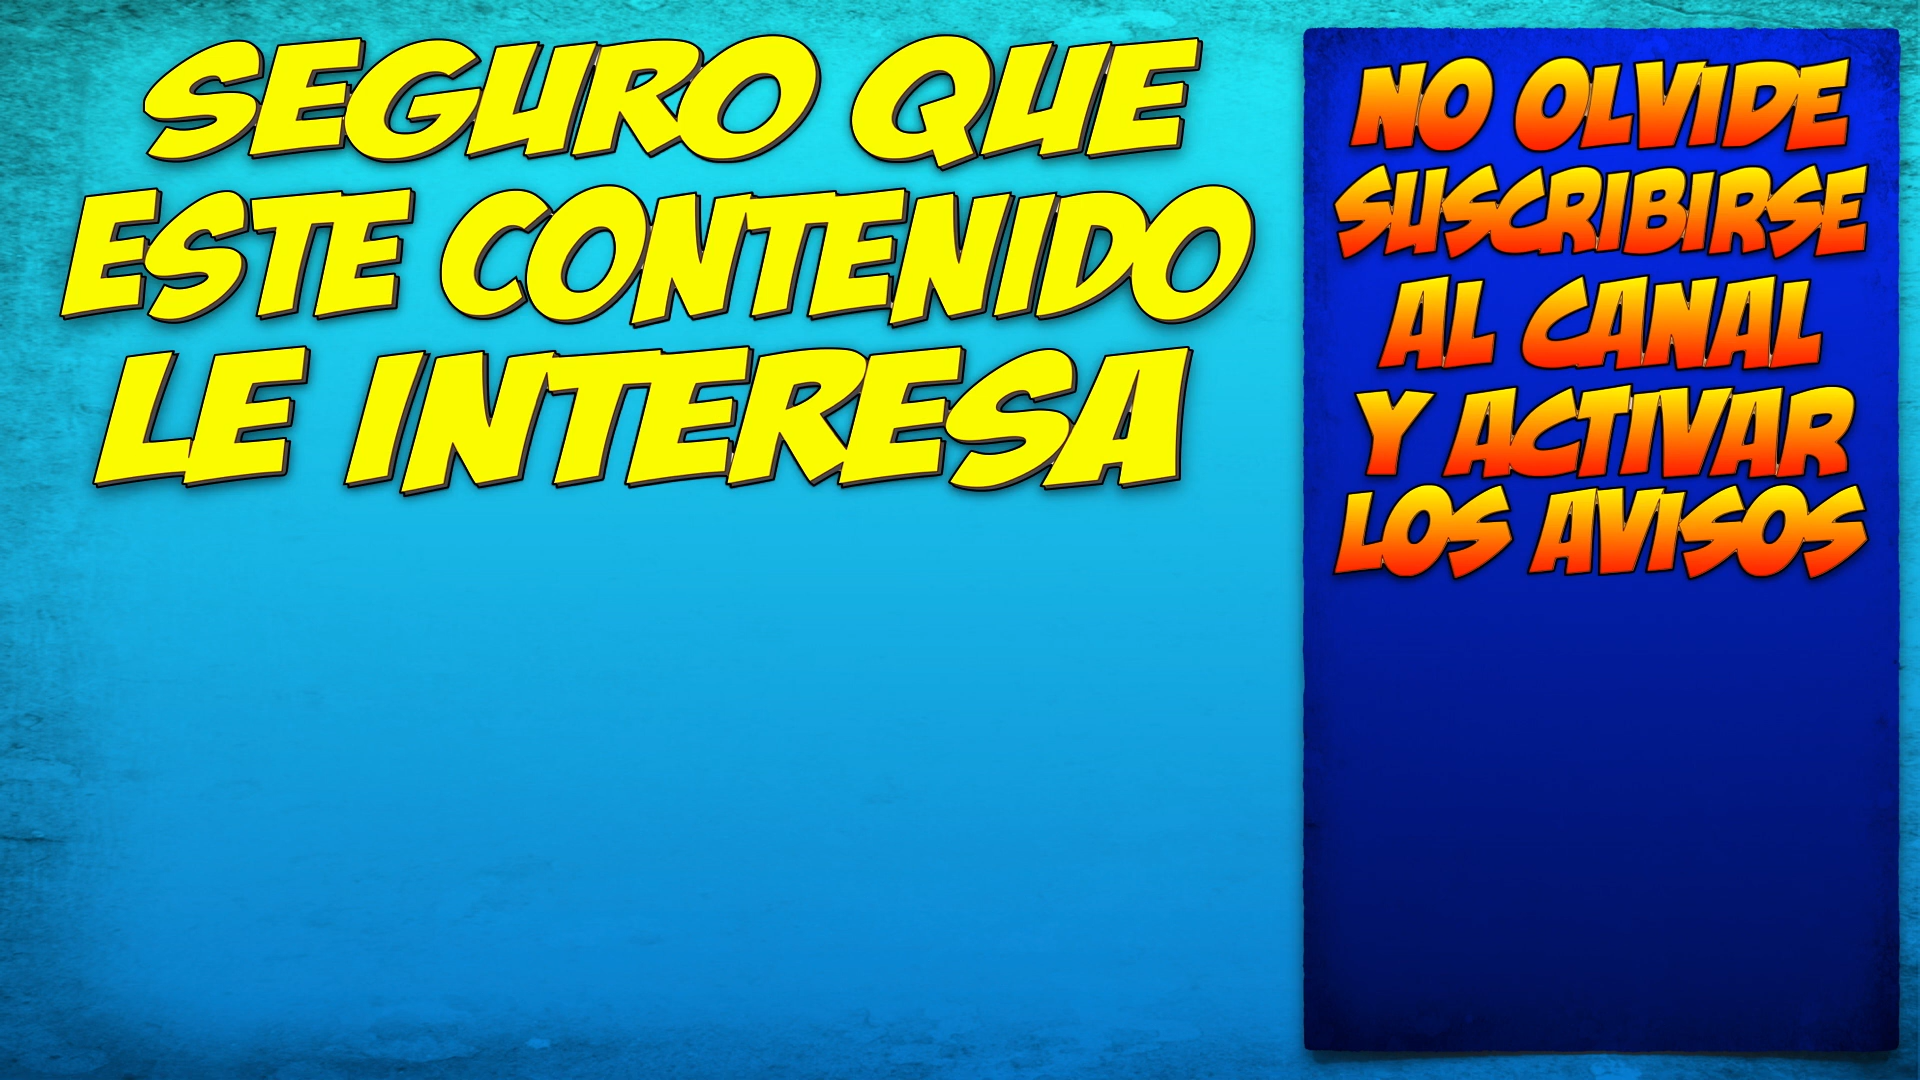 SEGURO QUE
ESTE CONTENIDO
LE INTERESA
NO OLVIDE
SUSCRIBIRSE
AL CANAL
Y ACTIVAR
LOS AVISOS